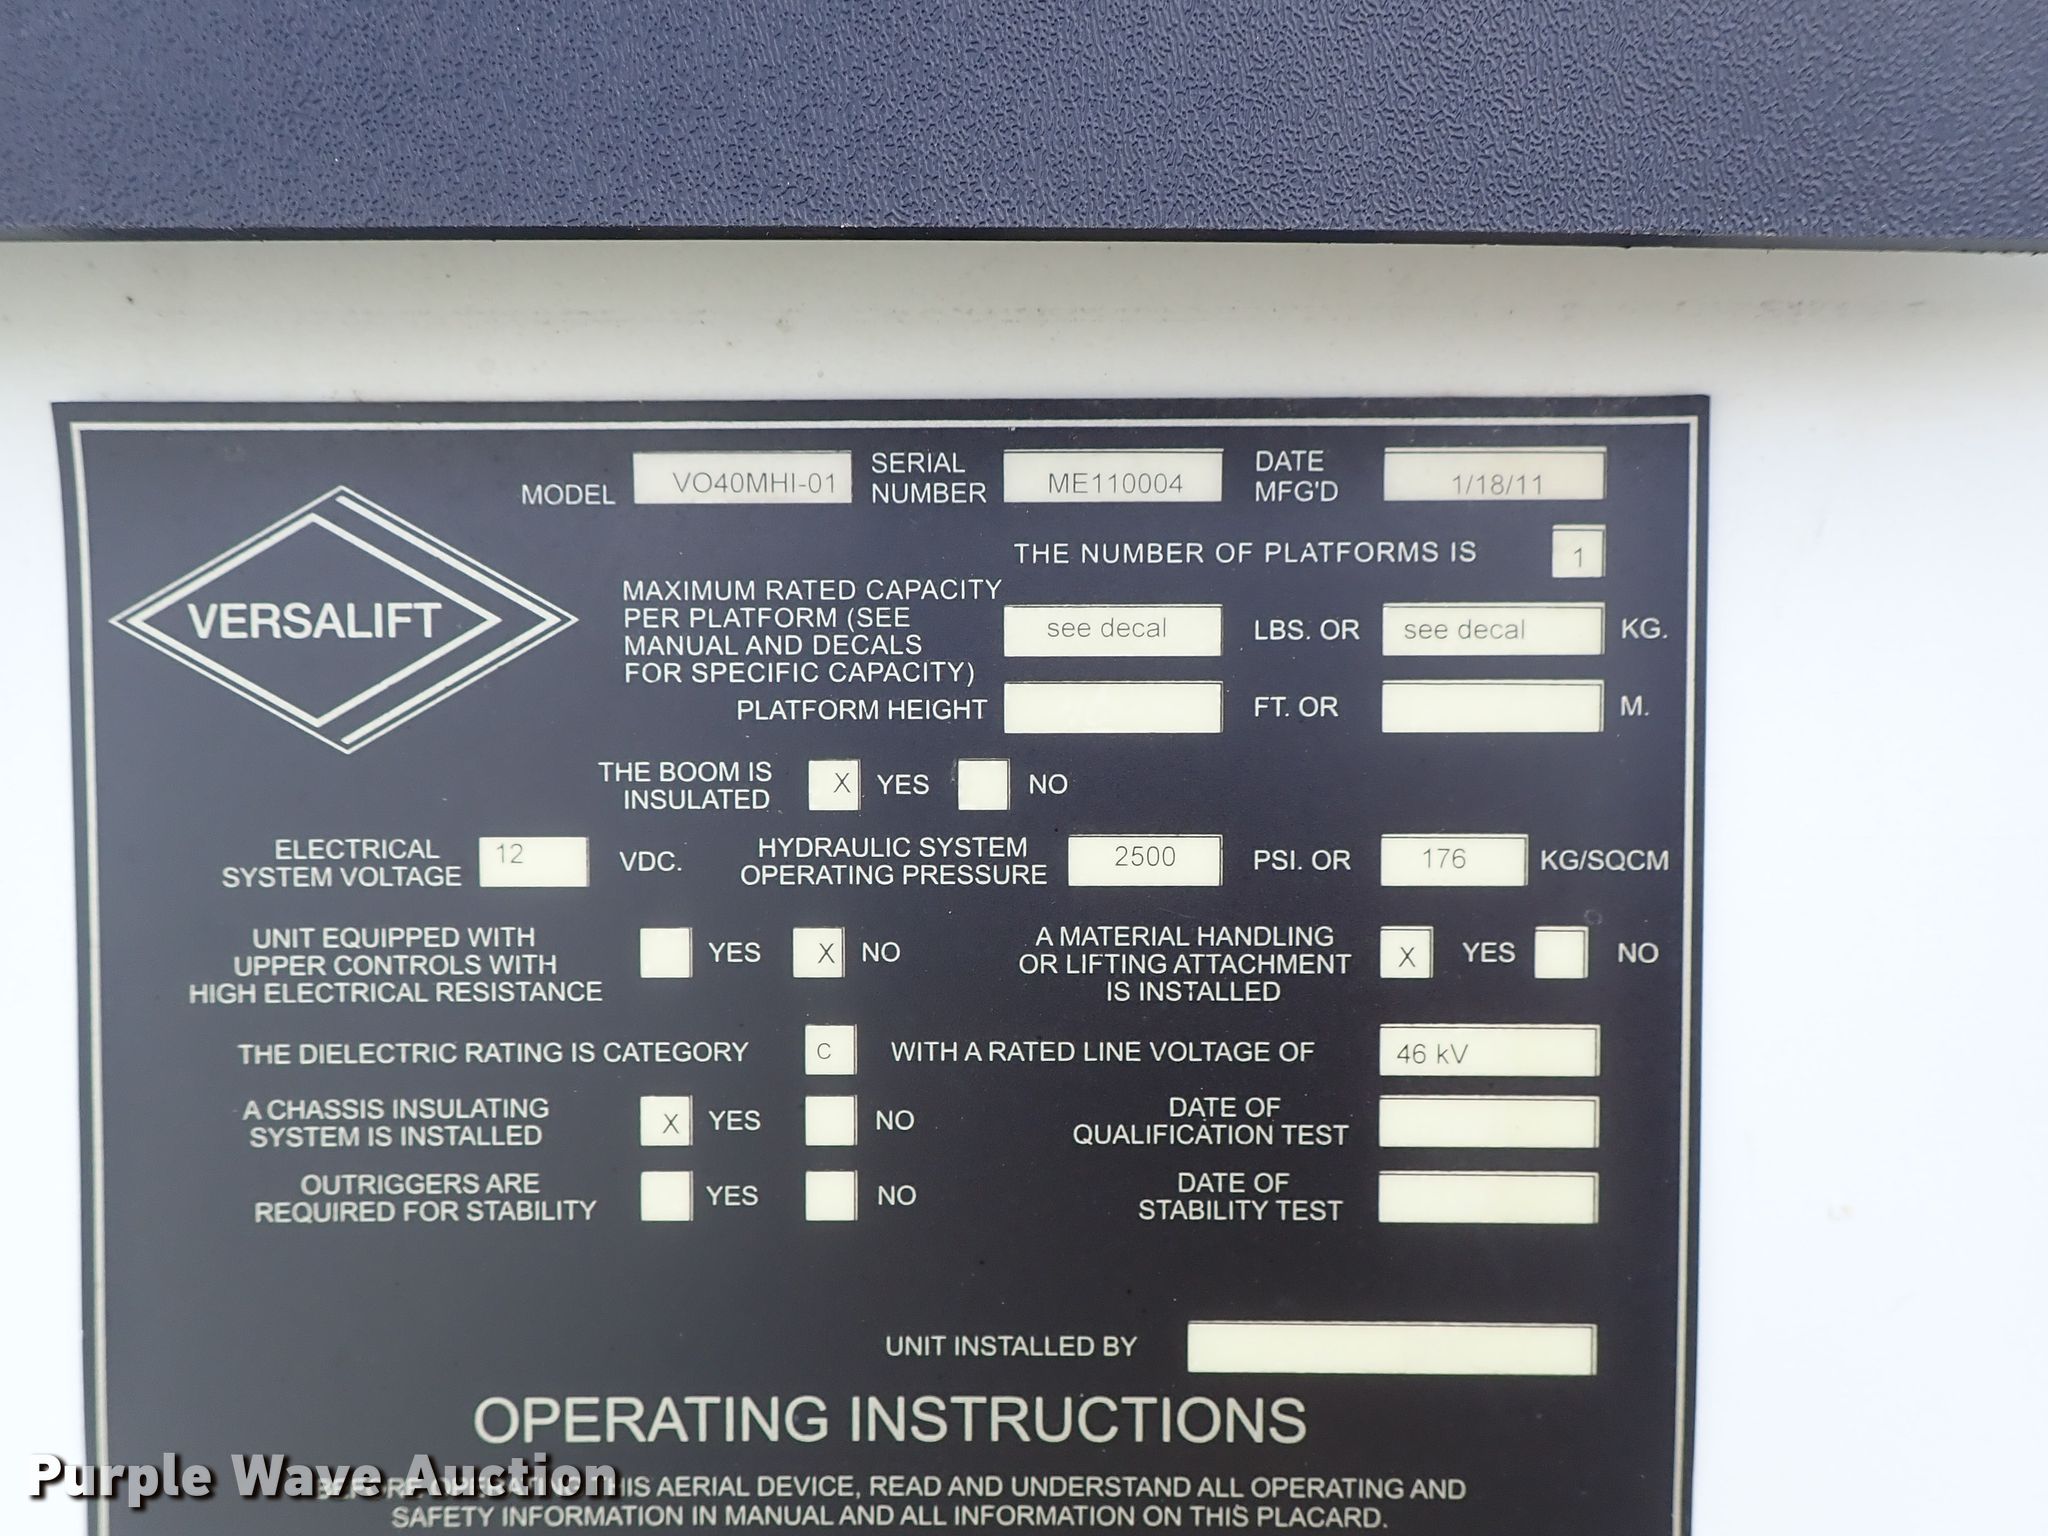 MODEL VO40MHI-01 SERIAL NUMBER ME110004 DATE MFG'D 1/18/11
THE NUMBER OF PLATFORMS IS 1
VERSALIFT
MAXIMUM RATED CAPACITY
PER PLATFORM (SEE
MANUAL AND DECALS
FOR SPECIFIC CAPACITY)
see decal LBS. OR see decal KG.
PLATFORM HEIGHT FT. OR M.
THE BOOM IS
INSULATED
X YES NO
ELECTRICAL
SYSTEM VOLTAGE
12 VDC.
HYDRAULIC SYSTEM
OPERATING PRESSURE
2500 PSI. OR 176 KG/SQCM
UNIT EQUIPPED WITH
UPPER CONTROLS WITH
HIGH ELECTRICAL RESISTANCE
YES X NO
A MATERIAL HANDLING
OR LIFTING ATTACHMENT
IS INSTALLED
X YES NO
THE DIELECTRIC RATING IS CATEGORY C WITH A RATED LINE VOLTAGE OF 46 kV
A CHASSIS INSULATING
SYSTEM IS INSTALLED
X YES NO
DATE OF
QUALIFICATION TEST
OUTRIGGERS ARE
REQUIRED FOR STABILITY
YES NO
DATE OF
STABILITY TEST
UNIT INSTALLED BY
OPERATING INSTRUCTIONS
BEFORE OPERATING THIS AERIAL DEVICE, READ AND UNDERSTAND ALL OPERATING AND
SAFETY INFORMATION IN MANUAL AND ALL INFORMATION ON THIS PLACARD.
Purple Wave Auction